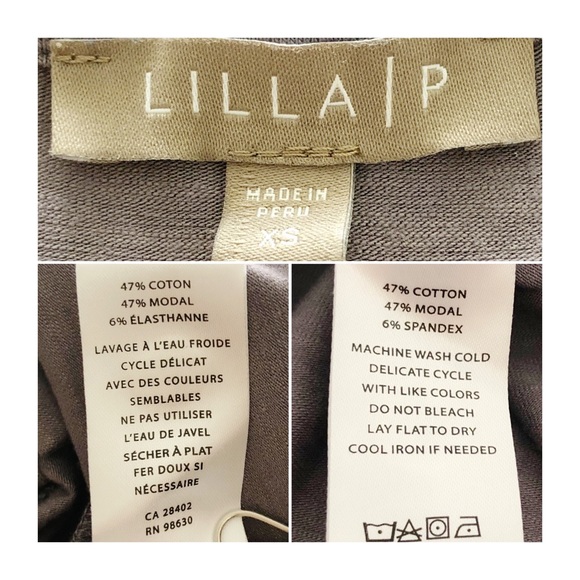 LILLA|P
MADE IN
PERU
XS
47% COTON
47% MODAL
6% ÉLASTHANNE
LAVAGE À L'EAU FROIDE
CYCLE DÉLICAT
AVEC DES COULEURS
SEMBLABLES
NE PAS UTILISER
L'EAU DE JAVEL
SÉCHER À PLAT
FER DOUX SI
NÉCESSAIRE
CA 28402
RN 98630
47% COTTON
47% MODAL
6% SPANDEX
MACHINE WASH COLD
DELICATE CYCLE
WITH LIKE COLORS
DO NOT BLEACH
LAY FLAT TO DRY
COOL IRON IF NEEDED